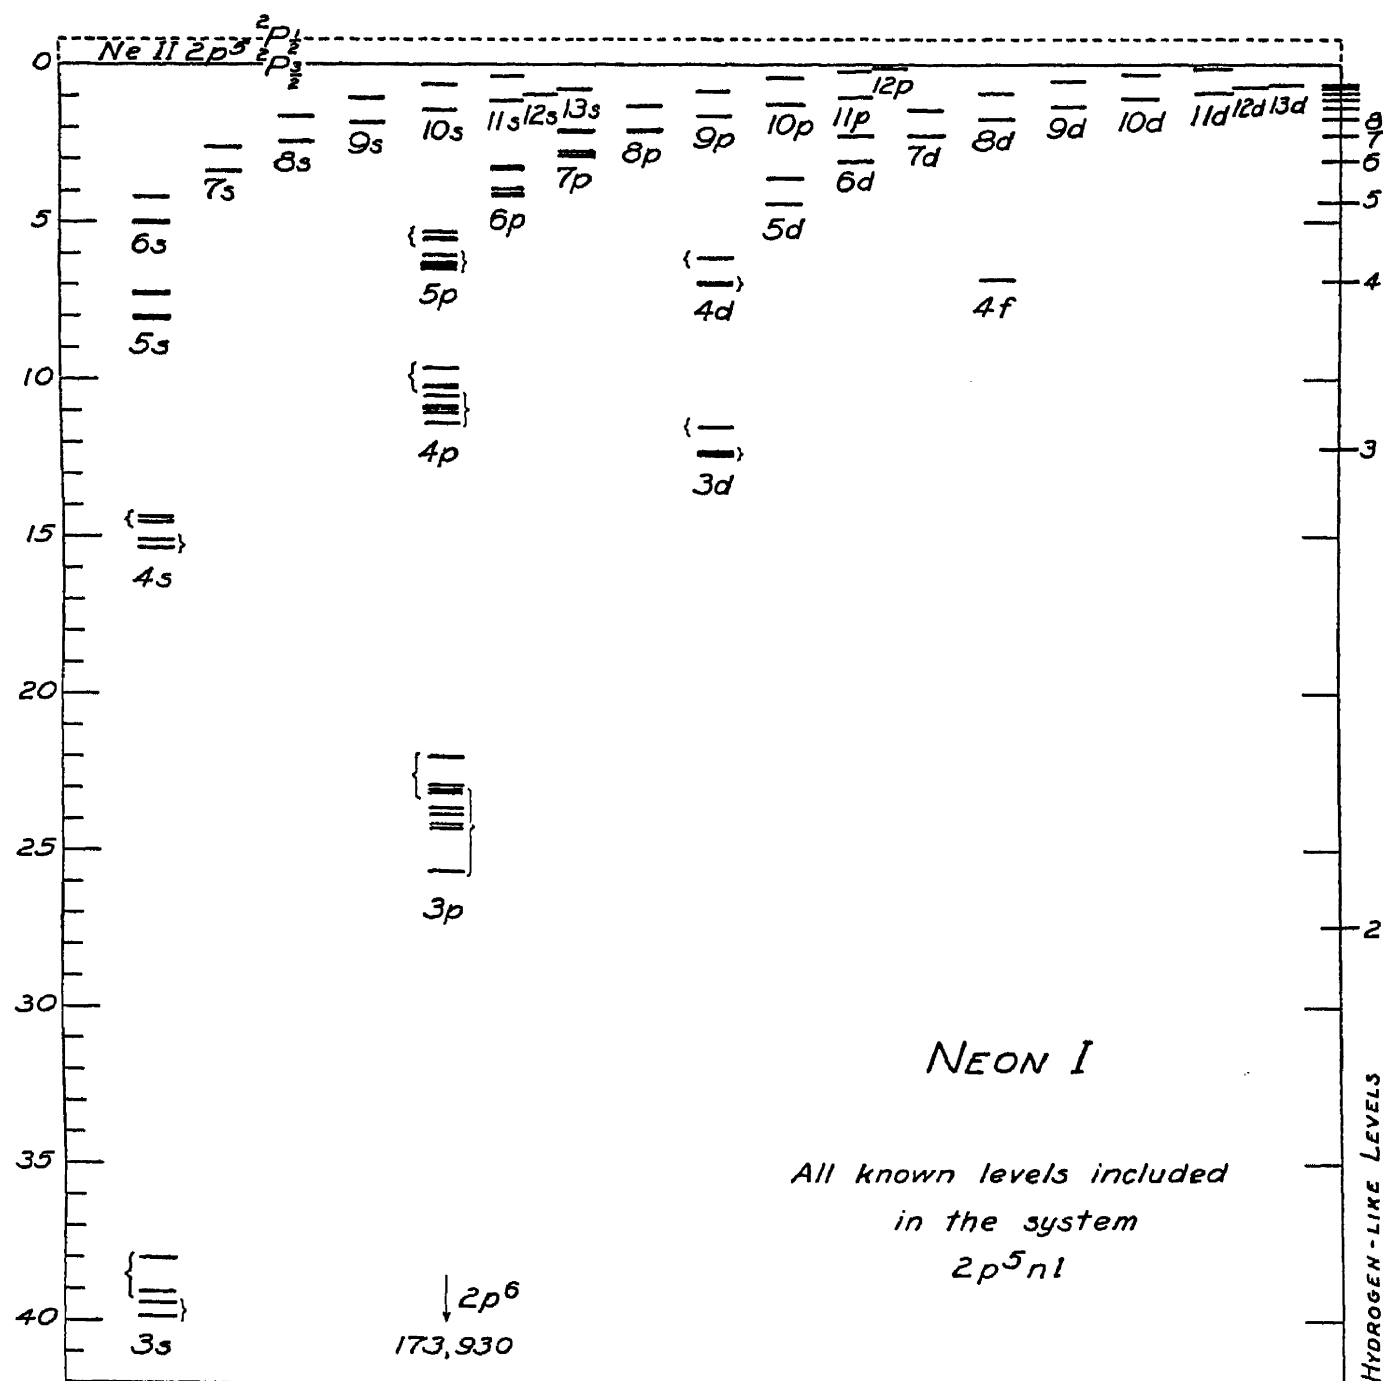 Ne II 2p⁵ ²P½
²P3/2
0
5
10
15
20
25
30
35
40
12p
11s 12s 13s
10s
9s
8s
7s
6s
5s
4s
3s
8p
9p
10p
11p
7p
6p
5p
4p
3p
7d
8d
9d
10d
11d 12d 13d
6d
5d
4d
3d
4f
8
7
6
5
4
3
2
NEON I
All known levels included
in the system
2p⁵nl
2p⁶
173,930
HYDROGEN-LIKE LEVELS